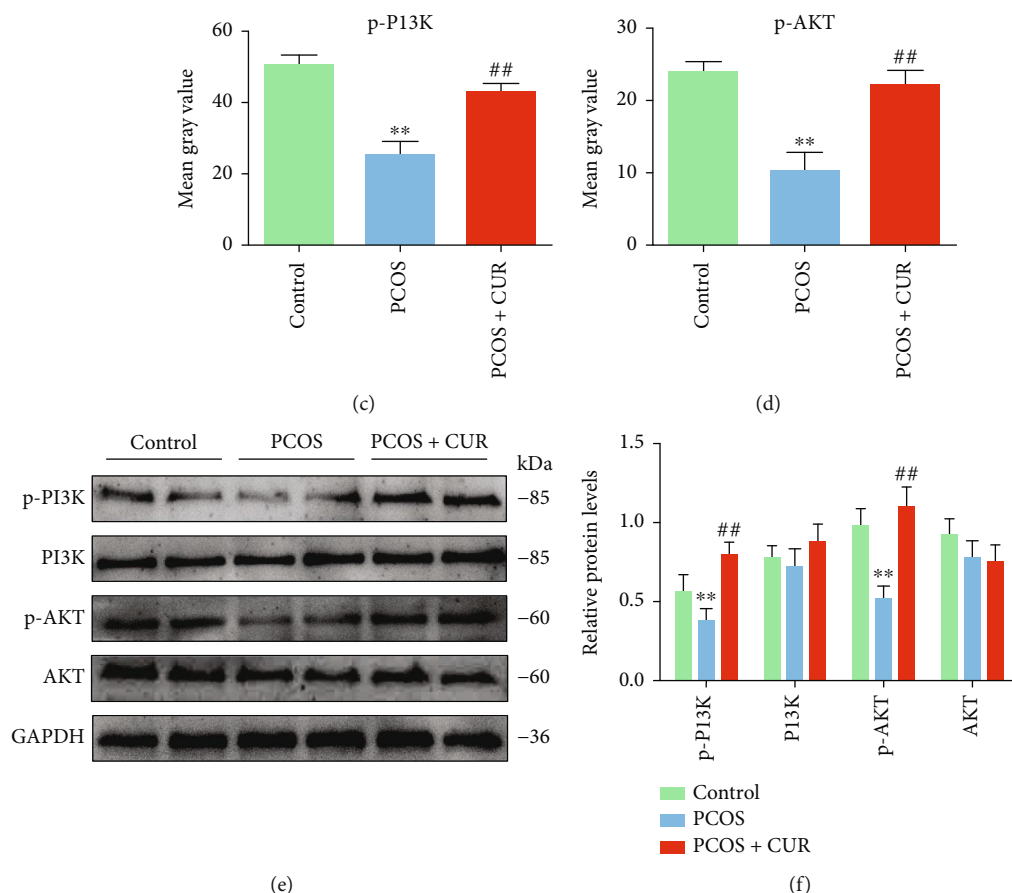 p-P13K
Mean gray value
60
40
20
0
**
##
Control
PCOS
PCOS + CUR
(c)
p-AKT
Mean gray value
30
20
10
0
**
##
Control
PCOS
PCOS + CUR
(d)
Control PCOS PCOS + CUR
kDa
p-PI3K –85
PI3K –85
p-AKT –60
AKT –60
GAPDH –36
(e)
Relative protein levels
1.5
1.0
0.5
0.0
**
##
**
##
p-P13K
P13K
p-AKT
AKT
Control
PCOS
PCOS + CUR
(f)